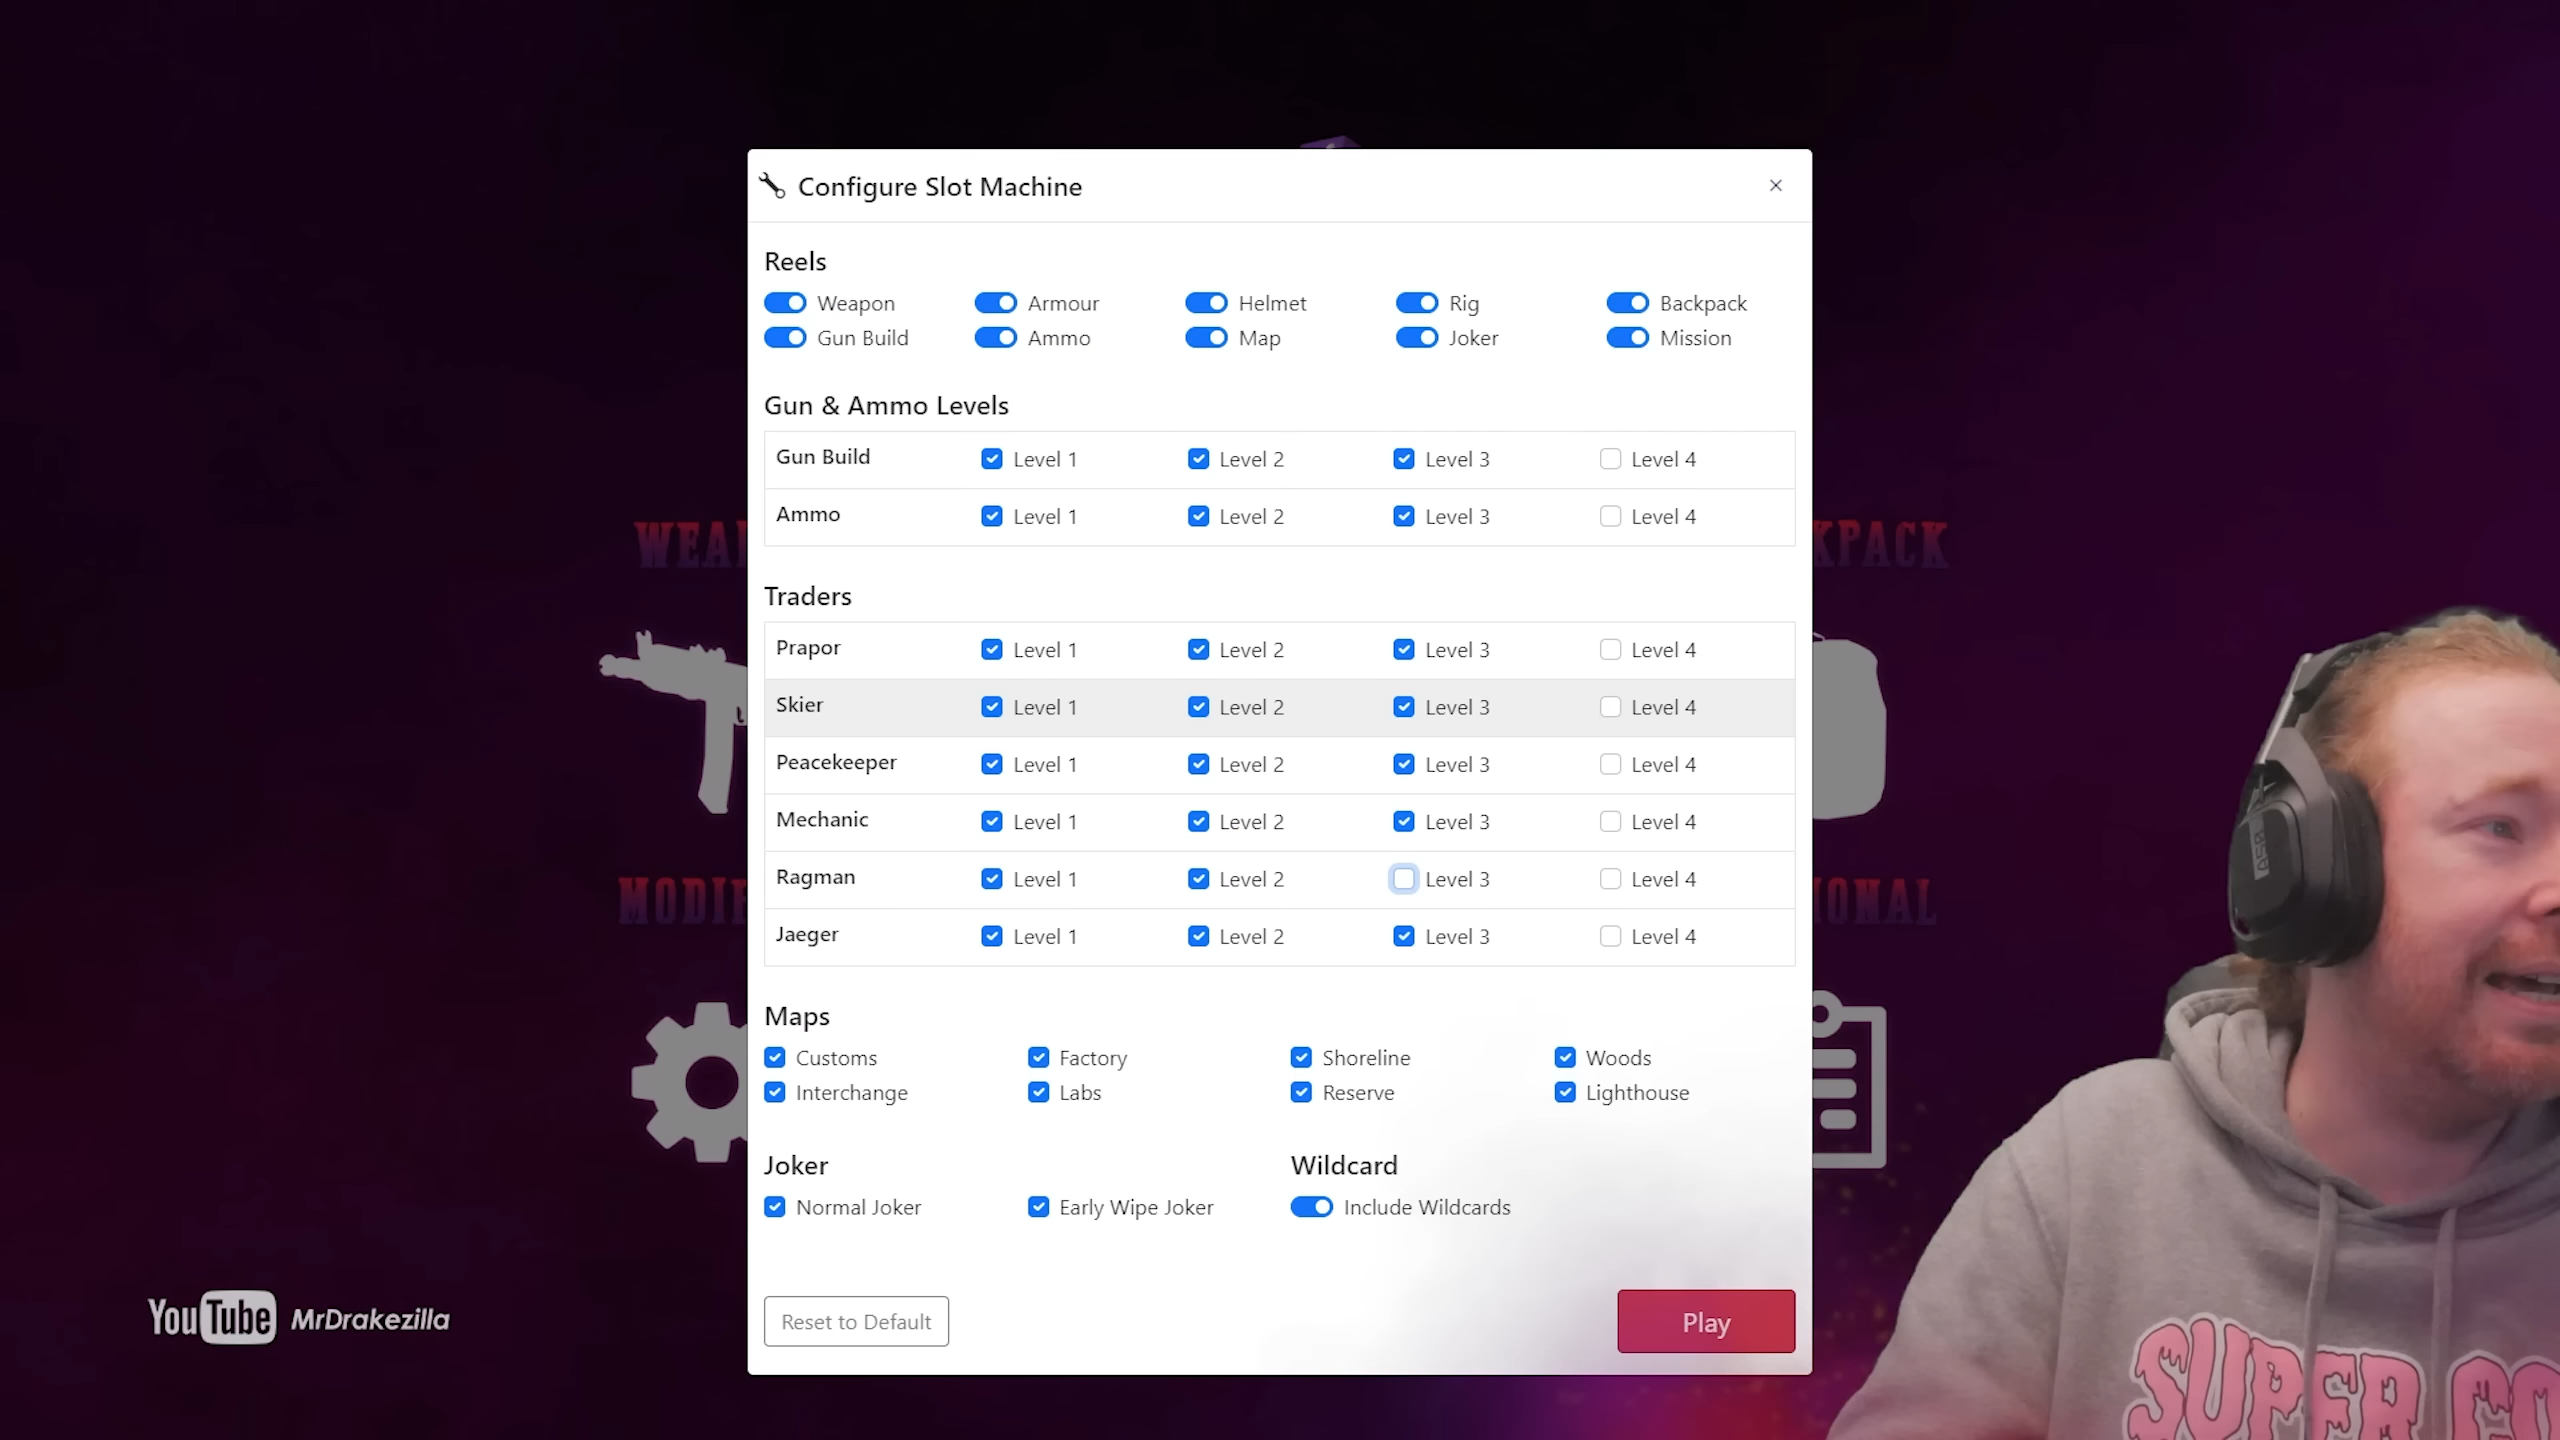 Configure Slot Machine
Reels
Weapon Armour Helmet Rig Backpack
Gun Build Ammo Map Joker Mission
Gun & Ammo Levels
Gun Build Level 1 Level 2 Level 3 Level 4
Ammo Level 1 Level 2 Level 3 Level 4
WEA KPACK
Traders
Prapor Level 1 Level 2 Level 3 Level 4
Skier Level 1 Level 2 Level 3 Level 4
Peacekeeper Level 1 Level 2 Level 3 Level 4
Mechanic Level 1 Level 2 Level 3 Level 4
Ragman Level 1 Level 2 Level 3 Level 4
MODIF IONAL
Jaeger Level 1 Level 2 Level 3 Level 4
Maps
Customs Factory Shoreline Woods
Interchange Labs Reserve Lighthouse
Joker Wildcard
Normal Joker Early Wipe Joker Include Wildcards
Reset to Default Play
YouTube MrDrakezilla
SUPER CO